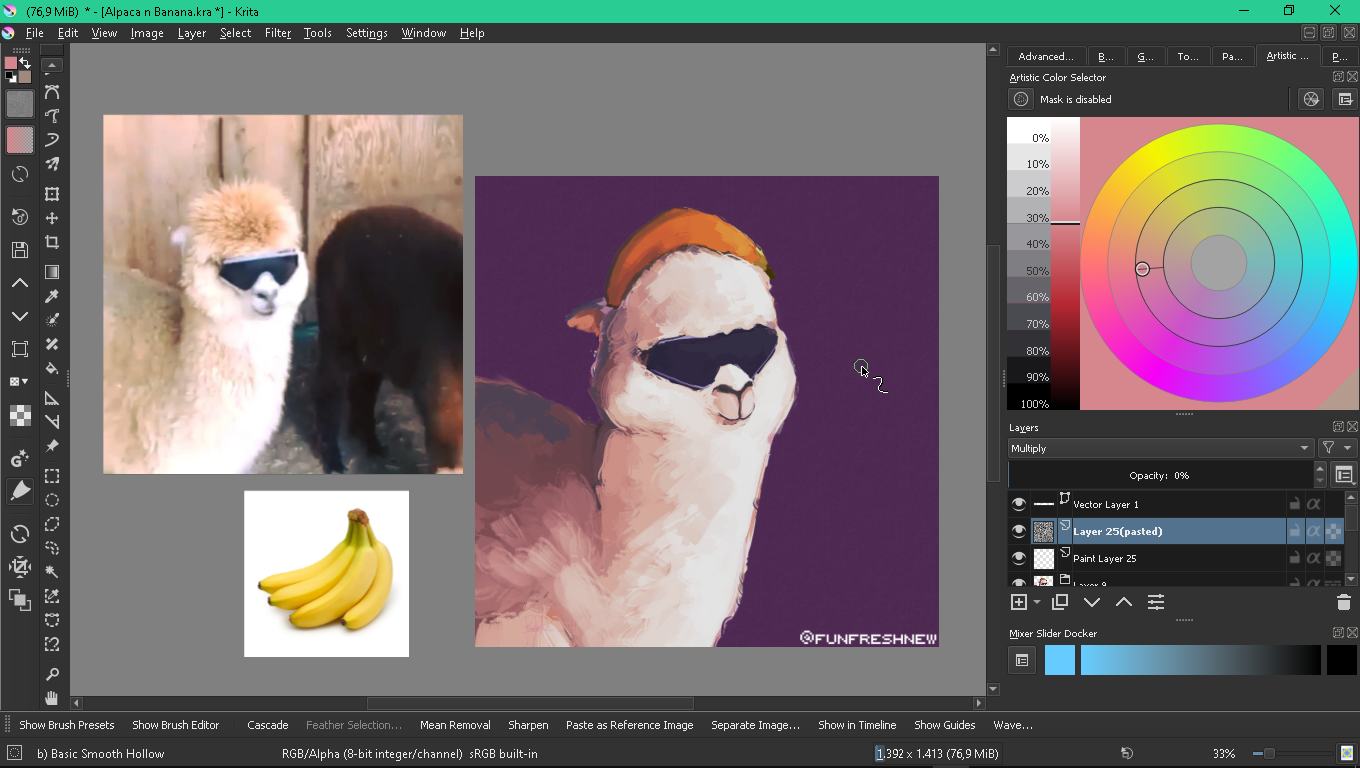 (76,9 MiB)  * - [Alpaca n Banana.kra *] - Krita
File Edit View Image Layer Select Filter Tools Settings Window Help
Advanced... B... G... To... Pa... Artistic ... P...
Artistic Color Selector
Mask is disabled
0%
10%
20%
30%
40%
50%
60%
70%
80%
90%
100%
Layers
Multiply
Opacity: 0%
Vector Layer 1
Layer 25(pasted)
Paint Layer 25
Layer 9
Mixer Slider Docker
@FUNFRESHNEW
Show Brush Presets Show Brush Editor Cascade Feather Selection... Mean Removal Sharpen Paste as Reference Image Separate Image... Show in Timeline Show Guides Wave...
b) Basic Smooth Hollow RGB/Alpha (8-bit integer/channel) sRGB built-in 1.392 x 1.413 (76,9 MiB) 33%